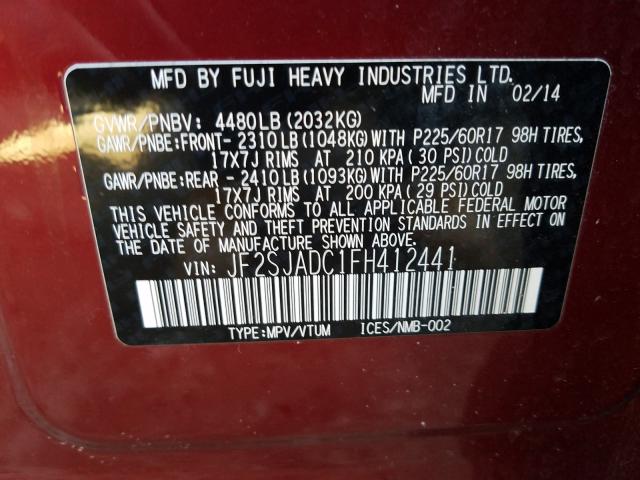 MFD BY FUJI HEAVY INDUSTRIES LTD.
MFD IN 02/14
GVWR/PNBV: 4480LB (2032KG)
GAWR/PNBE:FRONT- 2310LB (1048KG) WITH P225/60R17 98H TIRES,
17X7J RIMS AT 210 KPA (30 PSI) COLD
GAWR/PNBE:REAR - 2410LB (1093KG) WITH P225/60R17 98H TIRES,
17X7J RIMS AT 200 KPA (29 PSI) COLD
THIS VEHICLE CONFORMS TO ALL APPLICABLE FEDERAL MOTOR
VEHICLE SAFETY AND THEFT PREVENTION STANDARDS IN EFFECT ON
THE DATE OF MANUFACTURE SHOWN ABOVE.
VIN: JF2SJADC1FH412441
TYPE:MPV/VTUM ICES/NMB-002